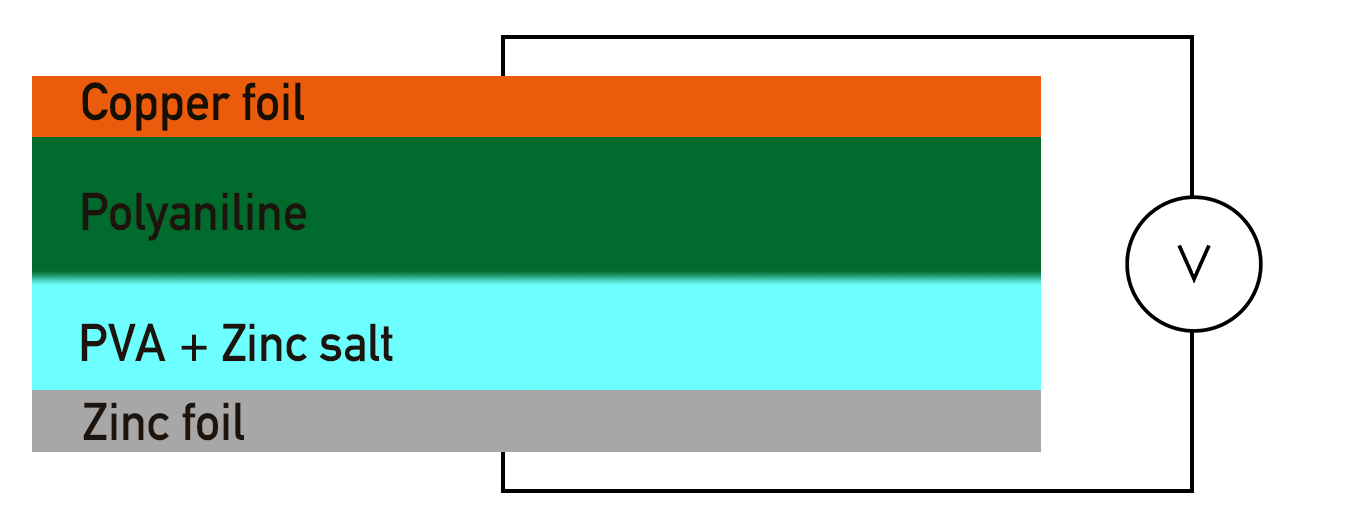 Copper foil
Polyaniline
V
PVA + Zinc salt
Zinc foil